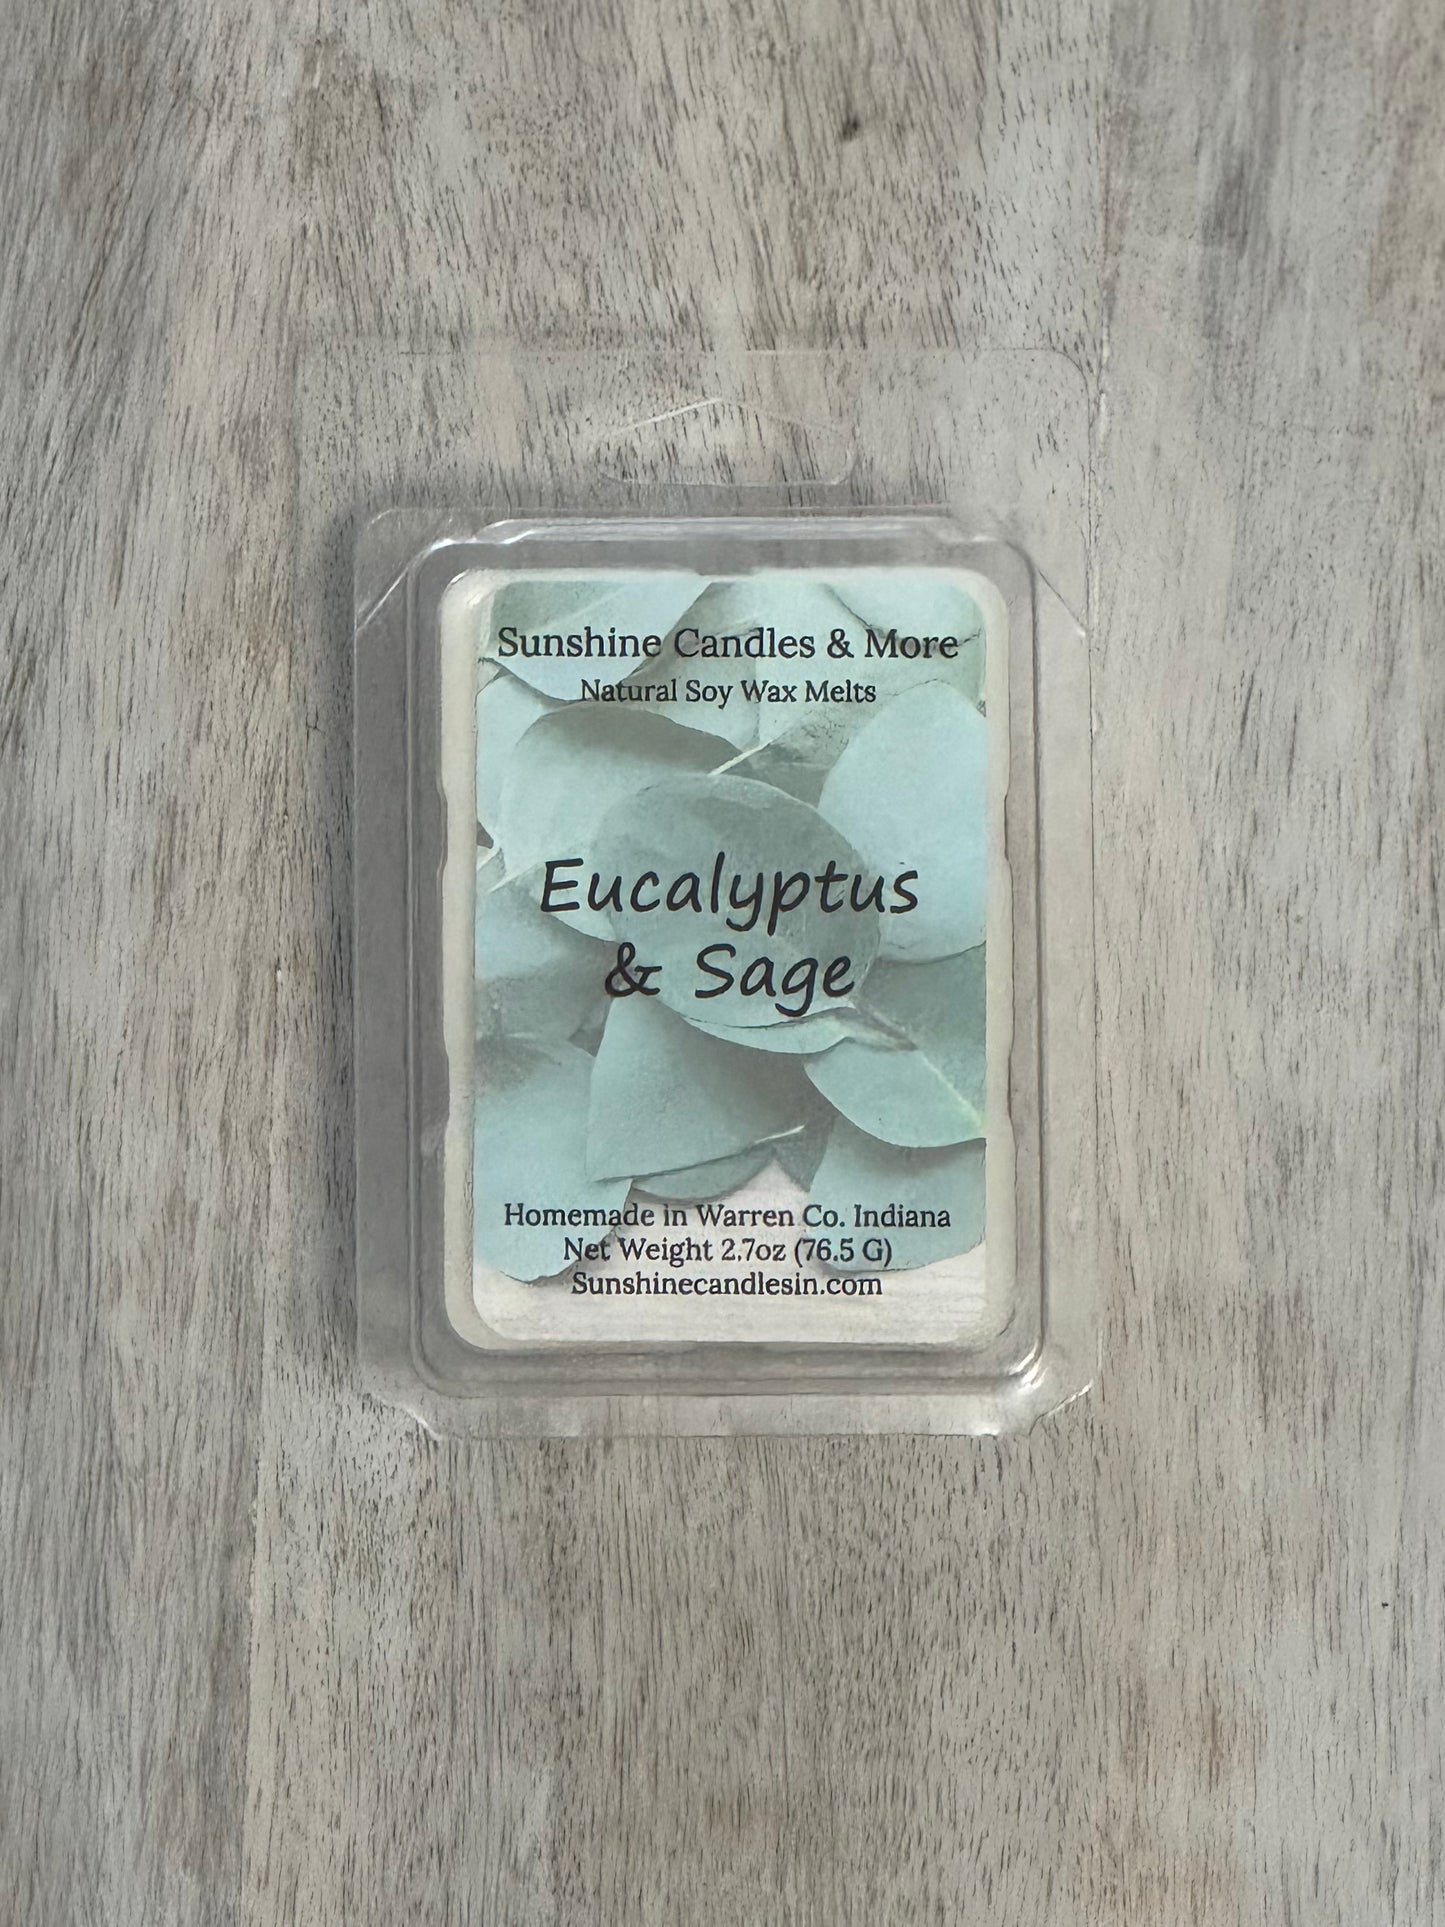 Sunshine Candles & More
Natural Soy Wax Melts
Eucalyptus
& Sage
Homemade in Warren Co. Indiana
Net Weight 2.7oz (76.5 G)
Sunshinecandlesin.com